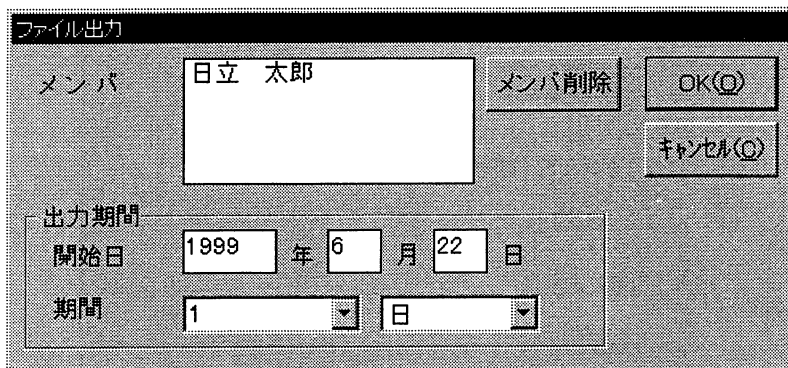 ファイル出力
メンバ 日立 太郎 メンバ削除 OK(O)
キャンセル(C)
出力期間
開始日 1999 年 6 月 22 日
期間 1 日